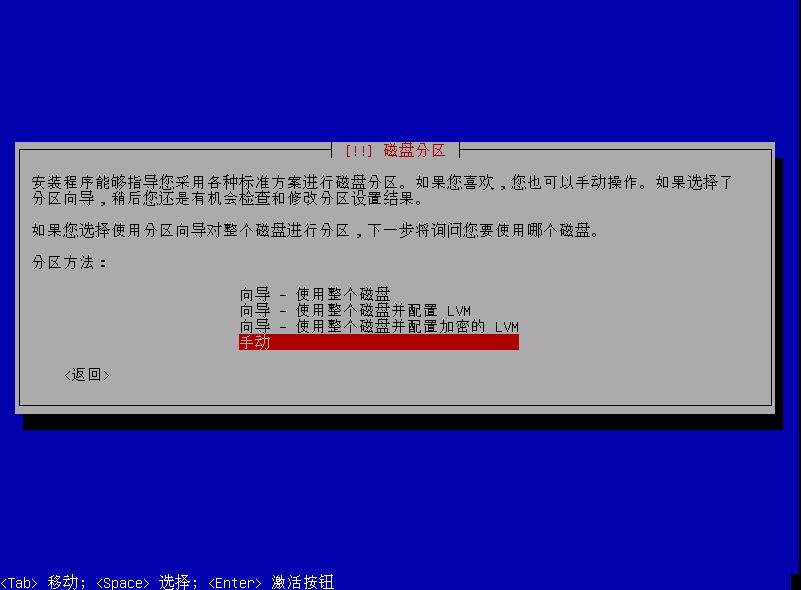 [!!] 磁盘分区
安装程序能够指导您采用各种标准方案进行磁盘分区。如果您喜欢，您也可以手动操作。如果选择了
分区向导，稍后您还是有机会检查和修改分区设置结果。
如果您选择使用分区向导对整个磁盘进行分区，下一步将询问您要使用哪个磁盘。
分区方法：
向导 - 使用整个磁盘
向导 - 使用整个磁盘并配置 LVM
向导 - 使用整个磁盘并配置加密的 LVM
手动
<返回>
<Tab> 移动; <Space> 选择; <Enter> 激活按钮